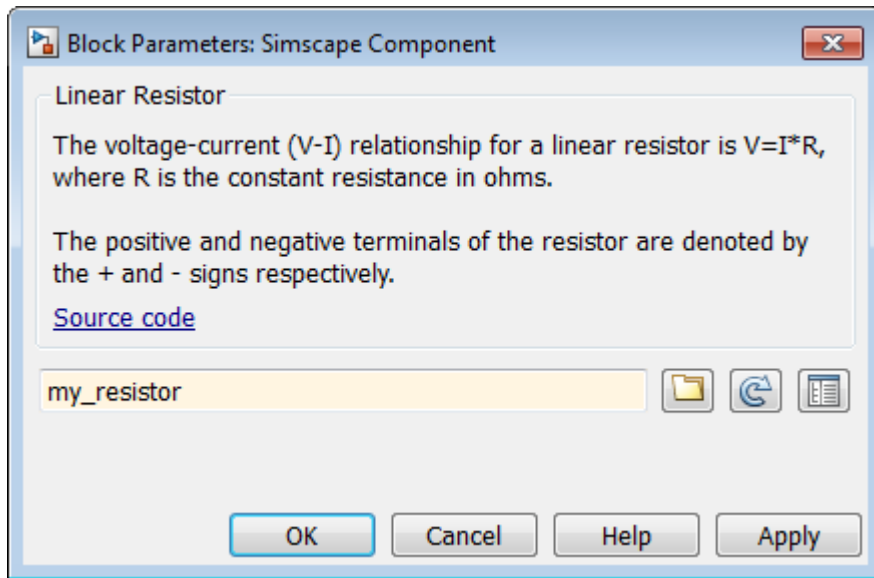 Block Parameters: Simscape Component
Linear Resistor
The voltage-current (V-I) relationship for a linear resistor is V=I*R,
where R is the constant resistance in ohms.
The positive and negative terminals of the resistor are denoted by
the + and - signs respectively.
Source code
my_resistor
OK
Cancel
Help
Apply